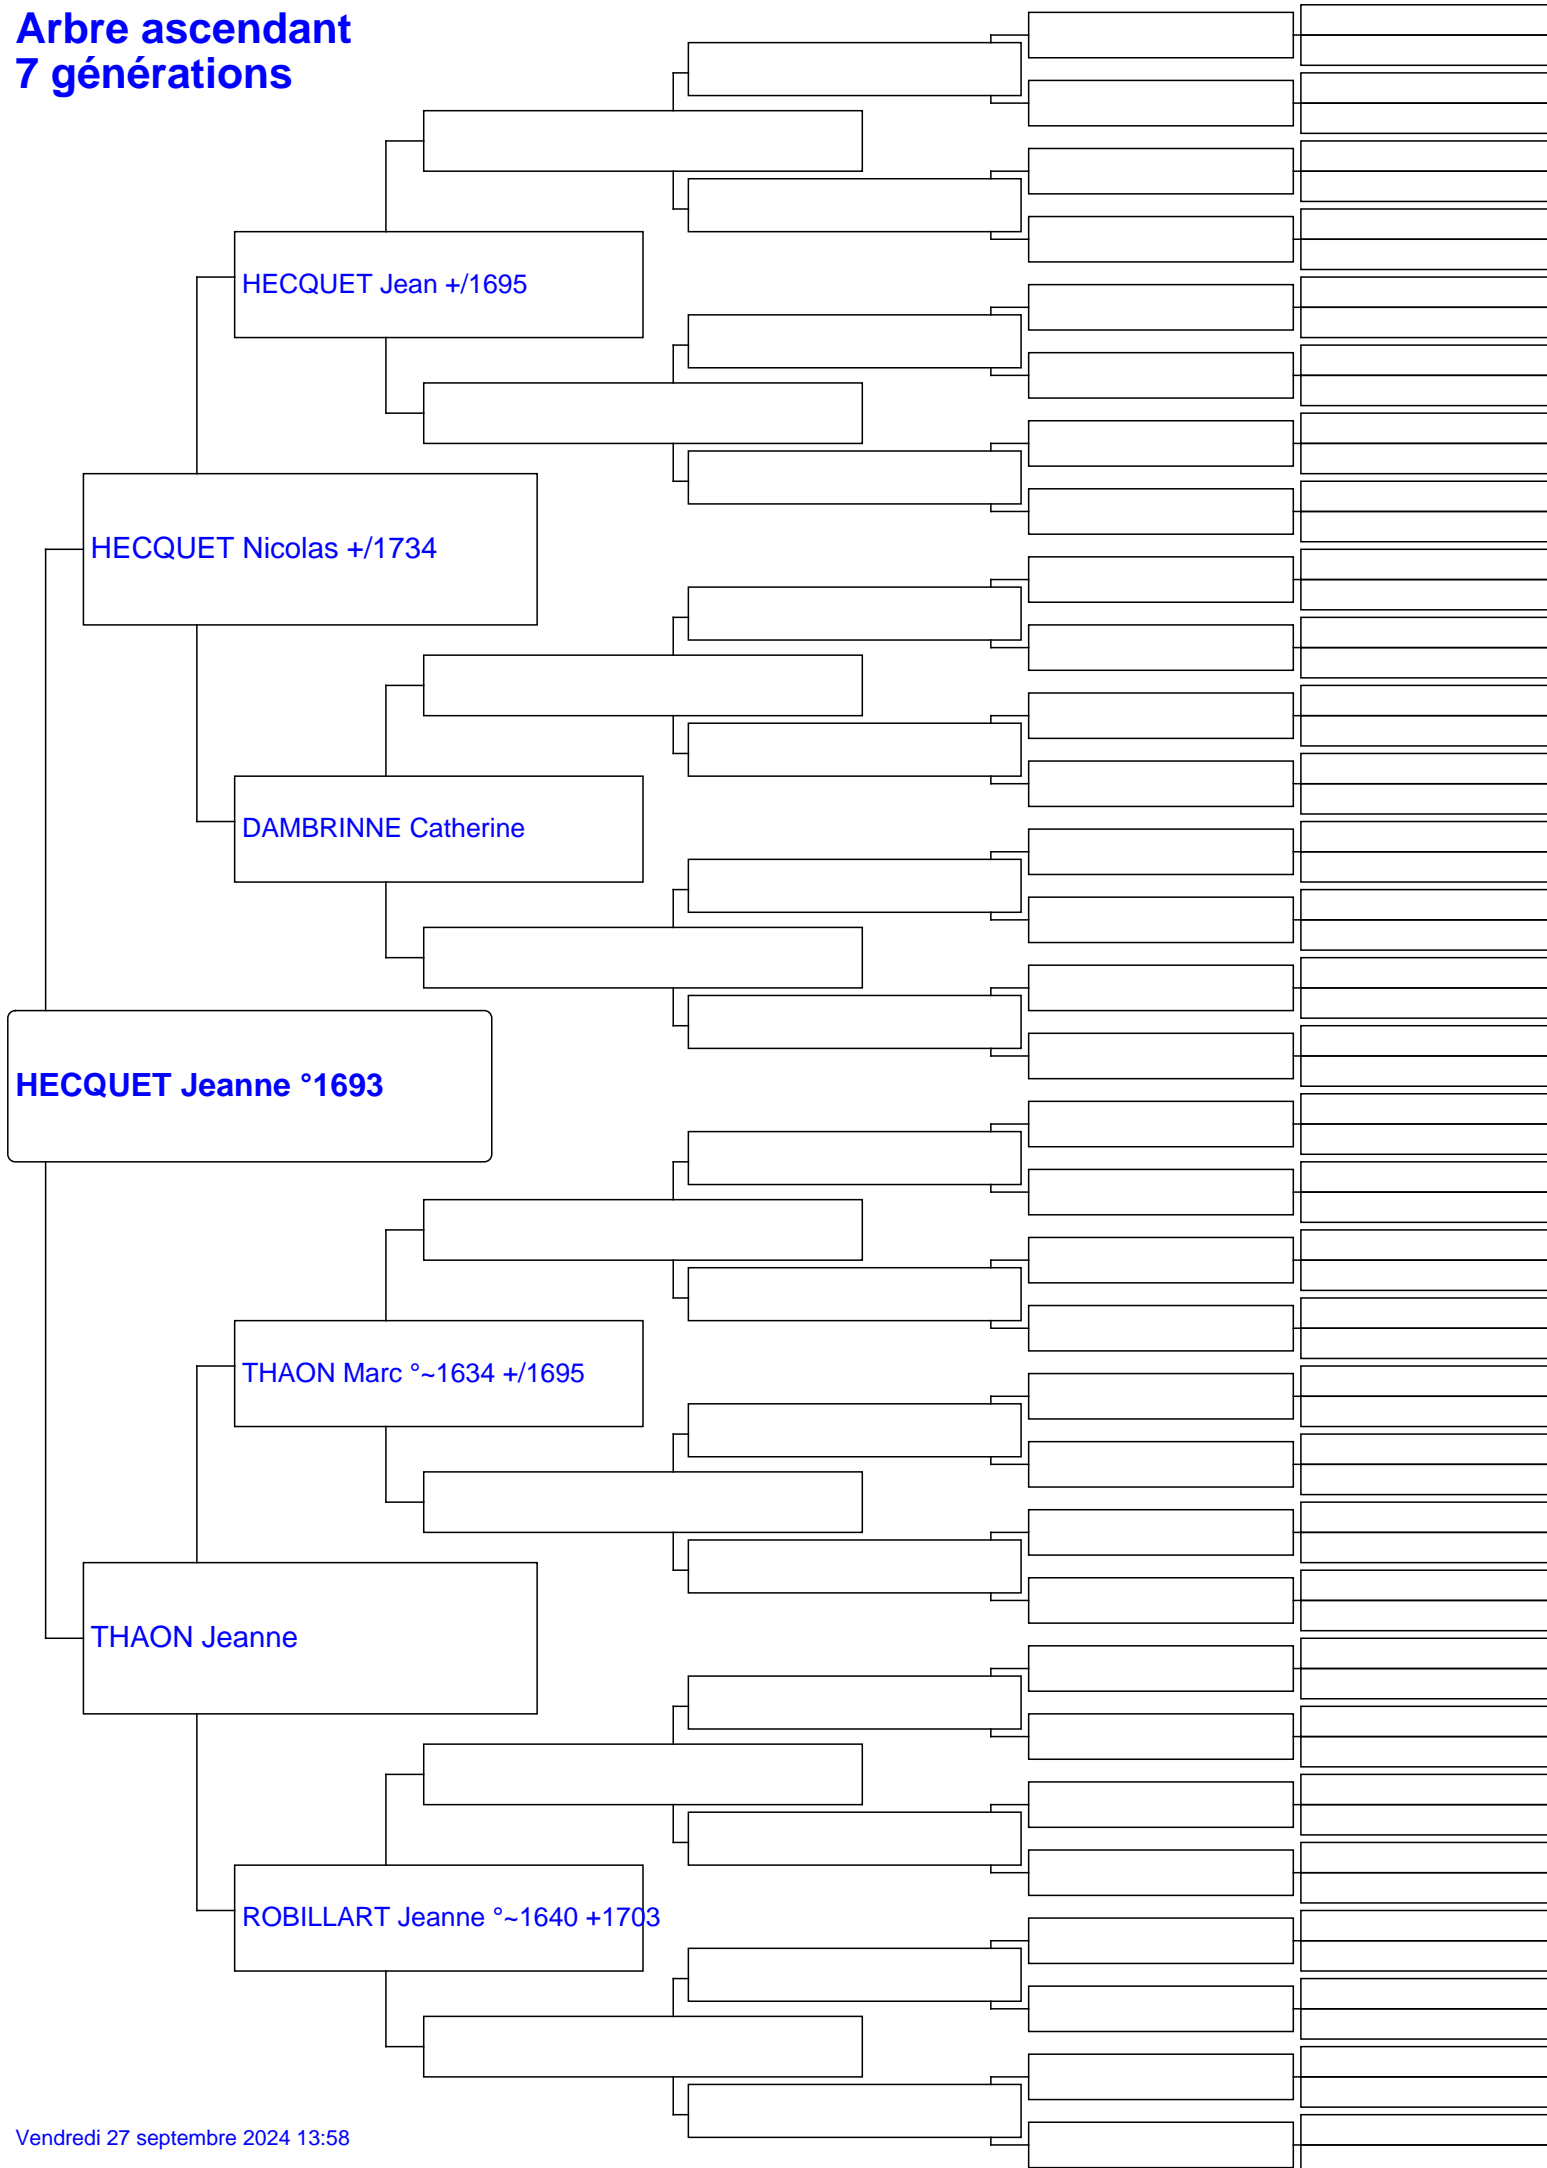 Arbre ascendant
7 générations
HECQUET Jean +/1695
HECQUET Nicolas +/1734
DAMBRINNE Catherine
HECQUET Jeanne °1693
THAON Marc °~1634 +/1695
THAON Jeanne
ROBILLART Jeanne °~1640 +1703
Vendredi 27 septembre 2024 13:58